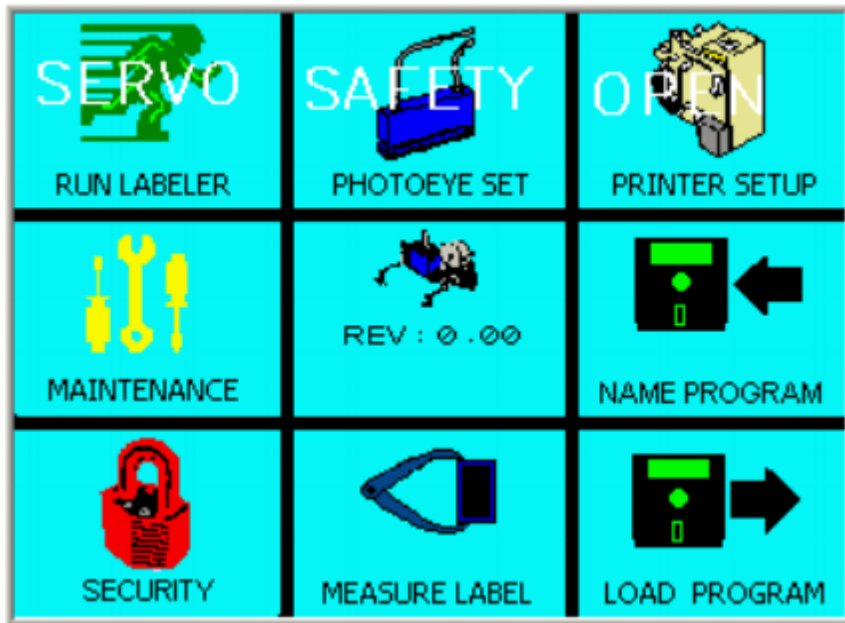 SERVO SAFETY OPEN
RUN LABELER PHOTOEYE SET PRINTER SETUP
REV:0.00
MAINTENANCE NAME PROGRAM
SECURITY MEASURE LABEL LOAD PROGRAM